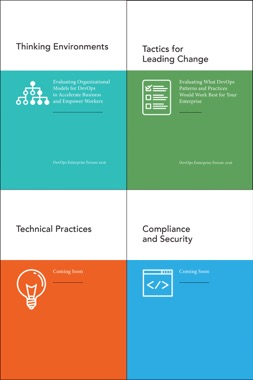 Thinking Environments
Tactics for
Leading Change
Evaluating Organizational
Models for DevOps
to Accelerate Business
and Empower Workers
Evaluating What DevOps
Patterns and Practices
Would Work Best for Your
Enterprise
DevOps Enterprise Forum 2016
DevOps Enterprise Forum 2016
Technical Practices
Compliance
and Security
Coming Soon
Coming Soon